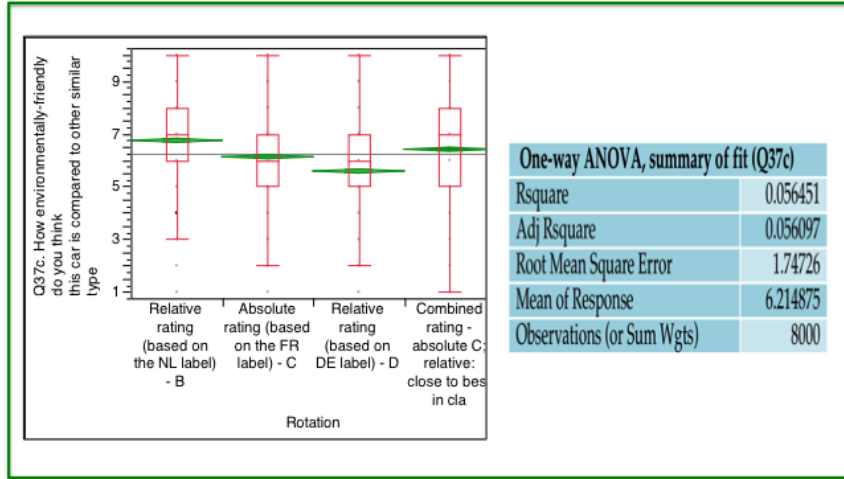 Q37c. How environmentally-friendly
do you think
this car is compared to other similar
type
9
7
5
3
1
Relative
rating
(based on
the NL label)
- B
Absolute
rating (based
on the FR
label) - C
Relative
rating
(based on
DE label) - D
Combined
rating -
absolute C;
relative:
close to bes
in cla
Rotation
One-way ANOVA, summary of fit (Q37c)
Rsquare 0.056451
Adj Rsquare 0.056097
Root Mean Square Error 1.74726
Mean of Response 6.214875
Observations (or Sum Wgts) 8000